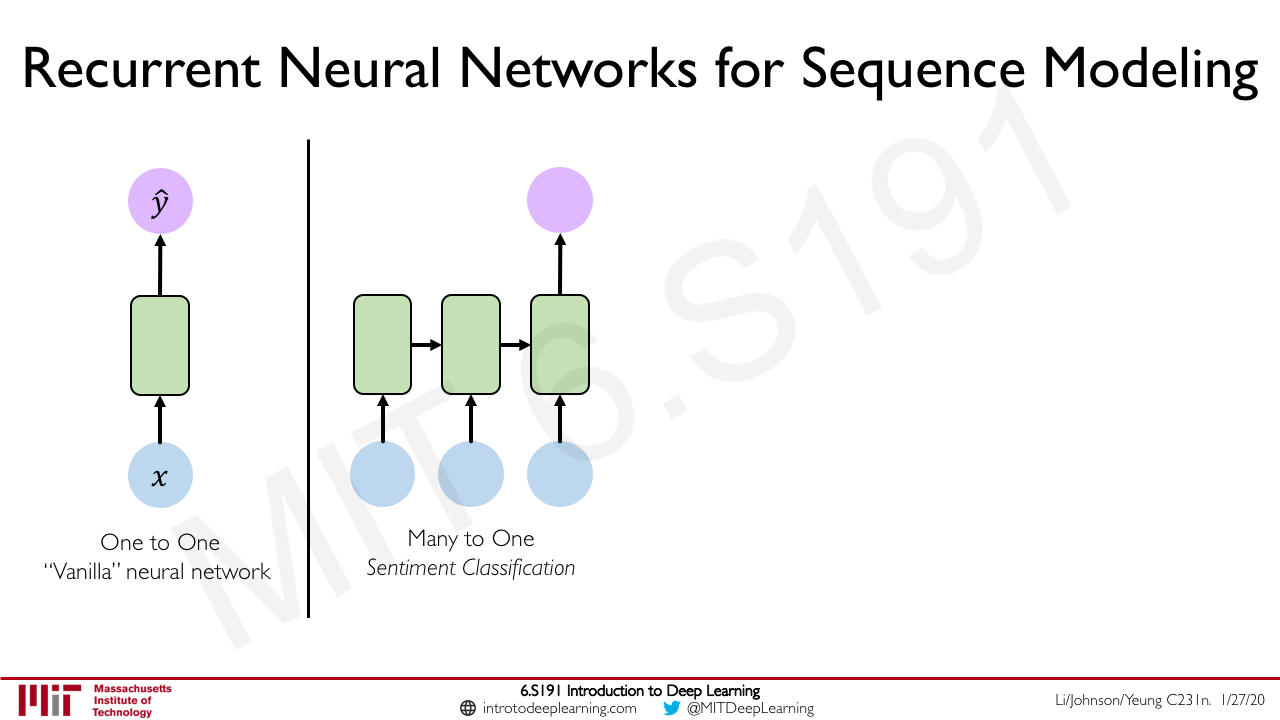 Recurrent Neural Networks for Sequence Modeling
ŷ
x
One to One
“Vanilla” neural network
Many to One
Sentiment Classification
MIT 6.S191
Massachusetts
Institute of
Technology
6.S191 Introduction to Deep Learning
introtodeeplearning.com @MITDeepLearning
Li/Johnson/Yeung C231n. 1/27/20